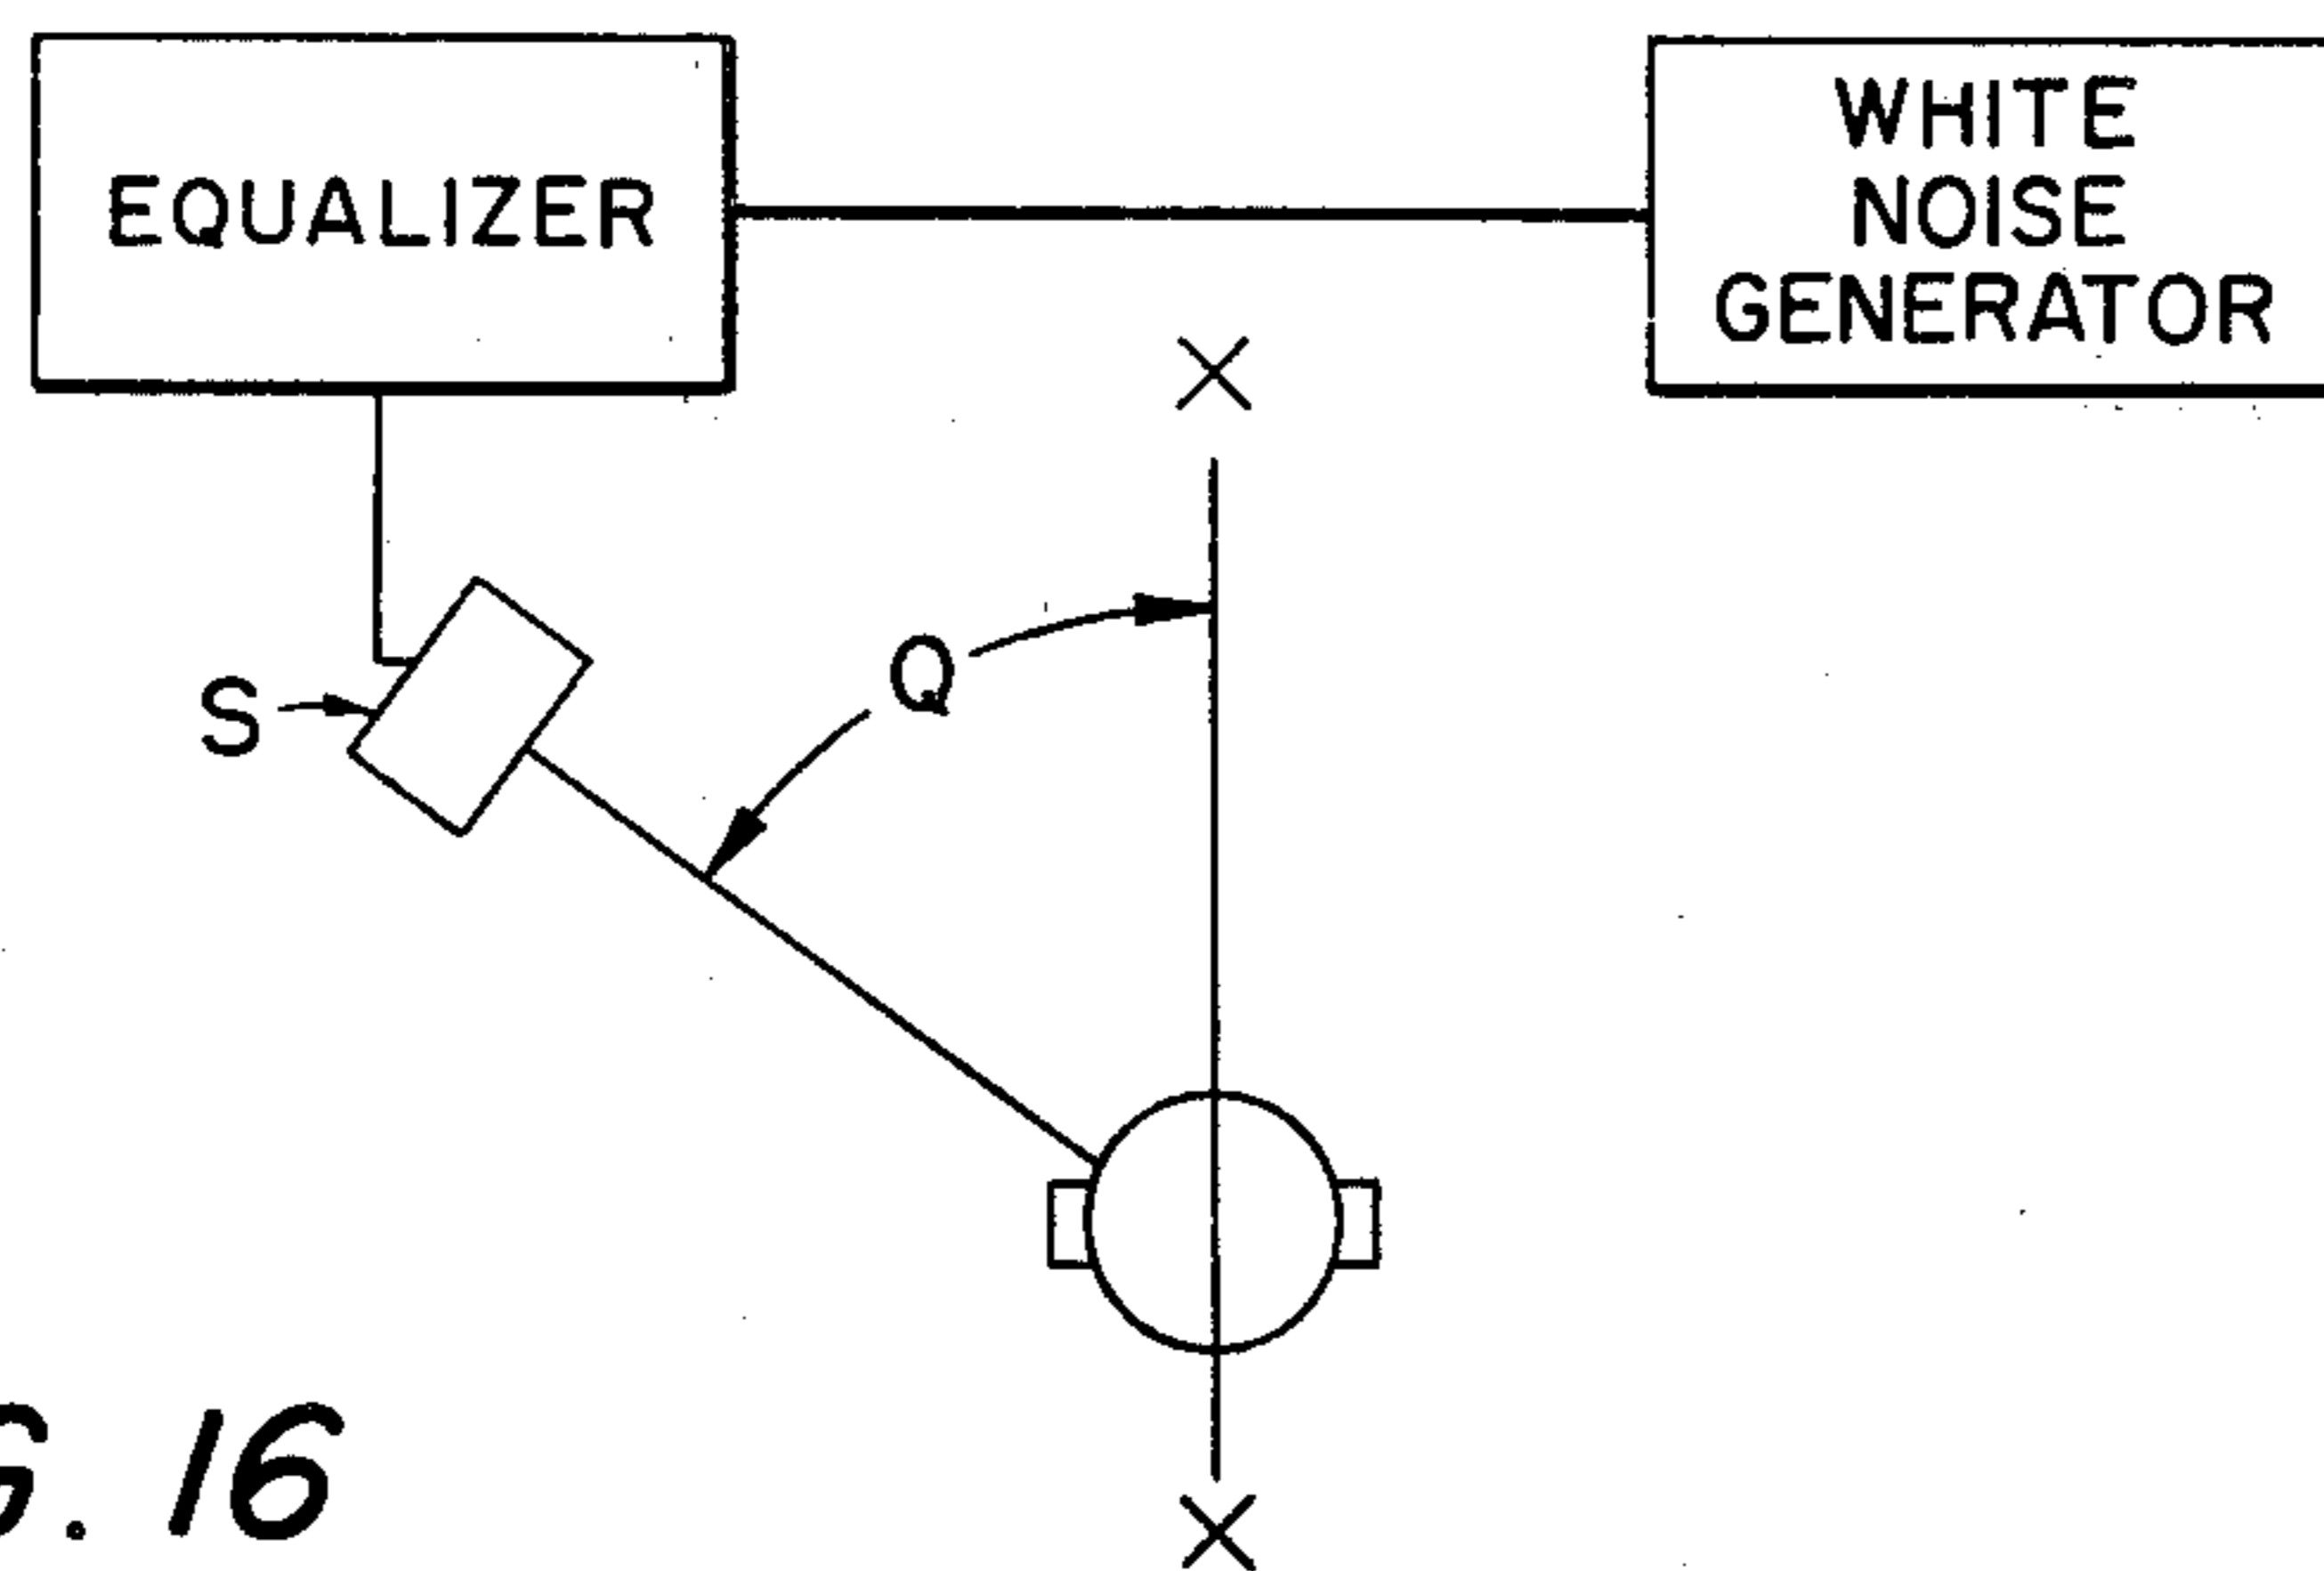 EQUALIZER
WHITE
NOISE
GENERATOR
X
S
Q
X
G. 16